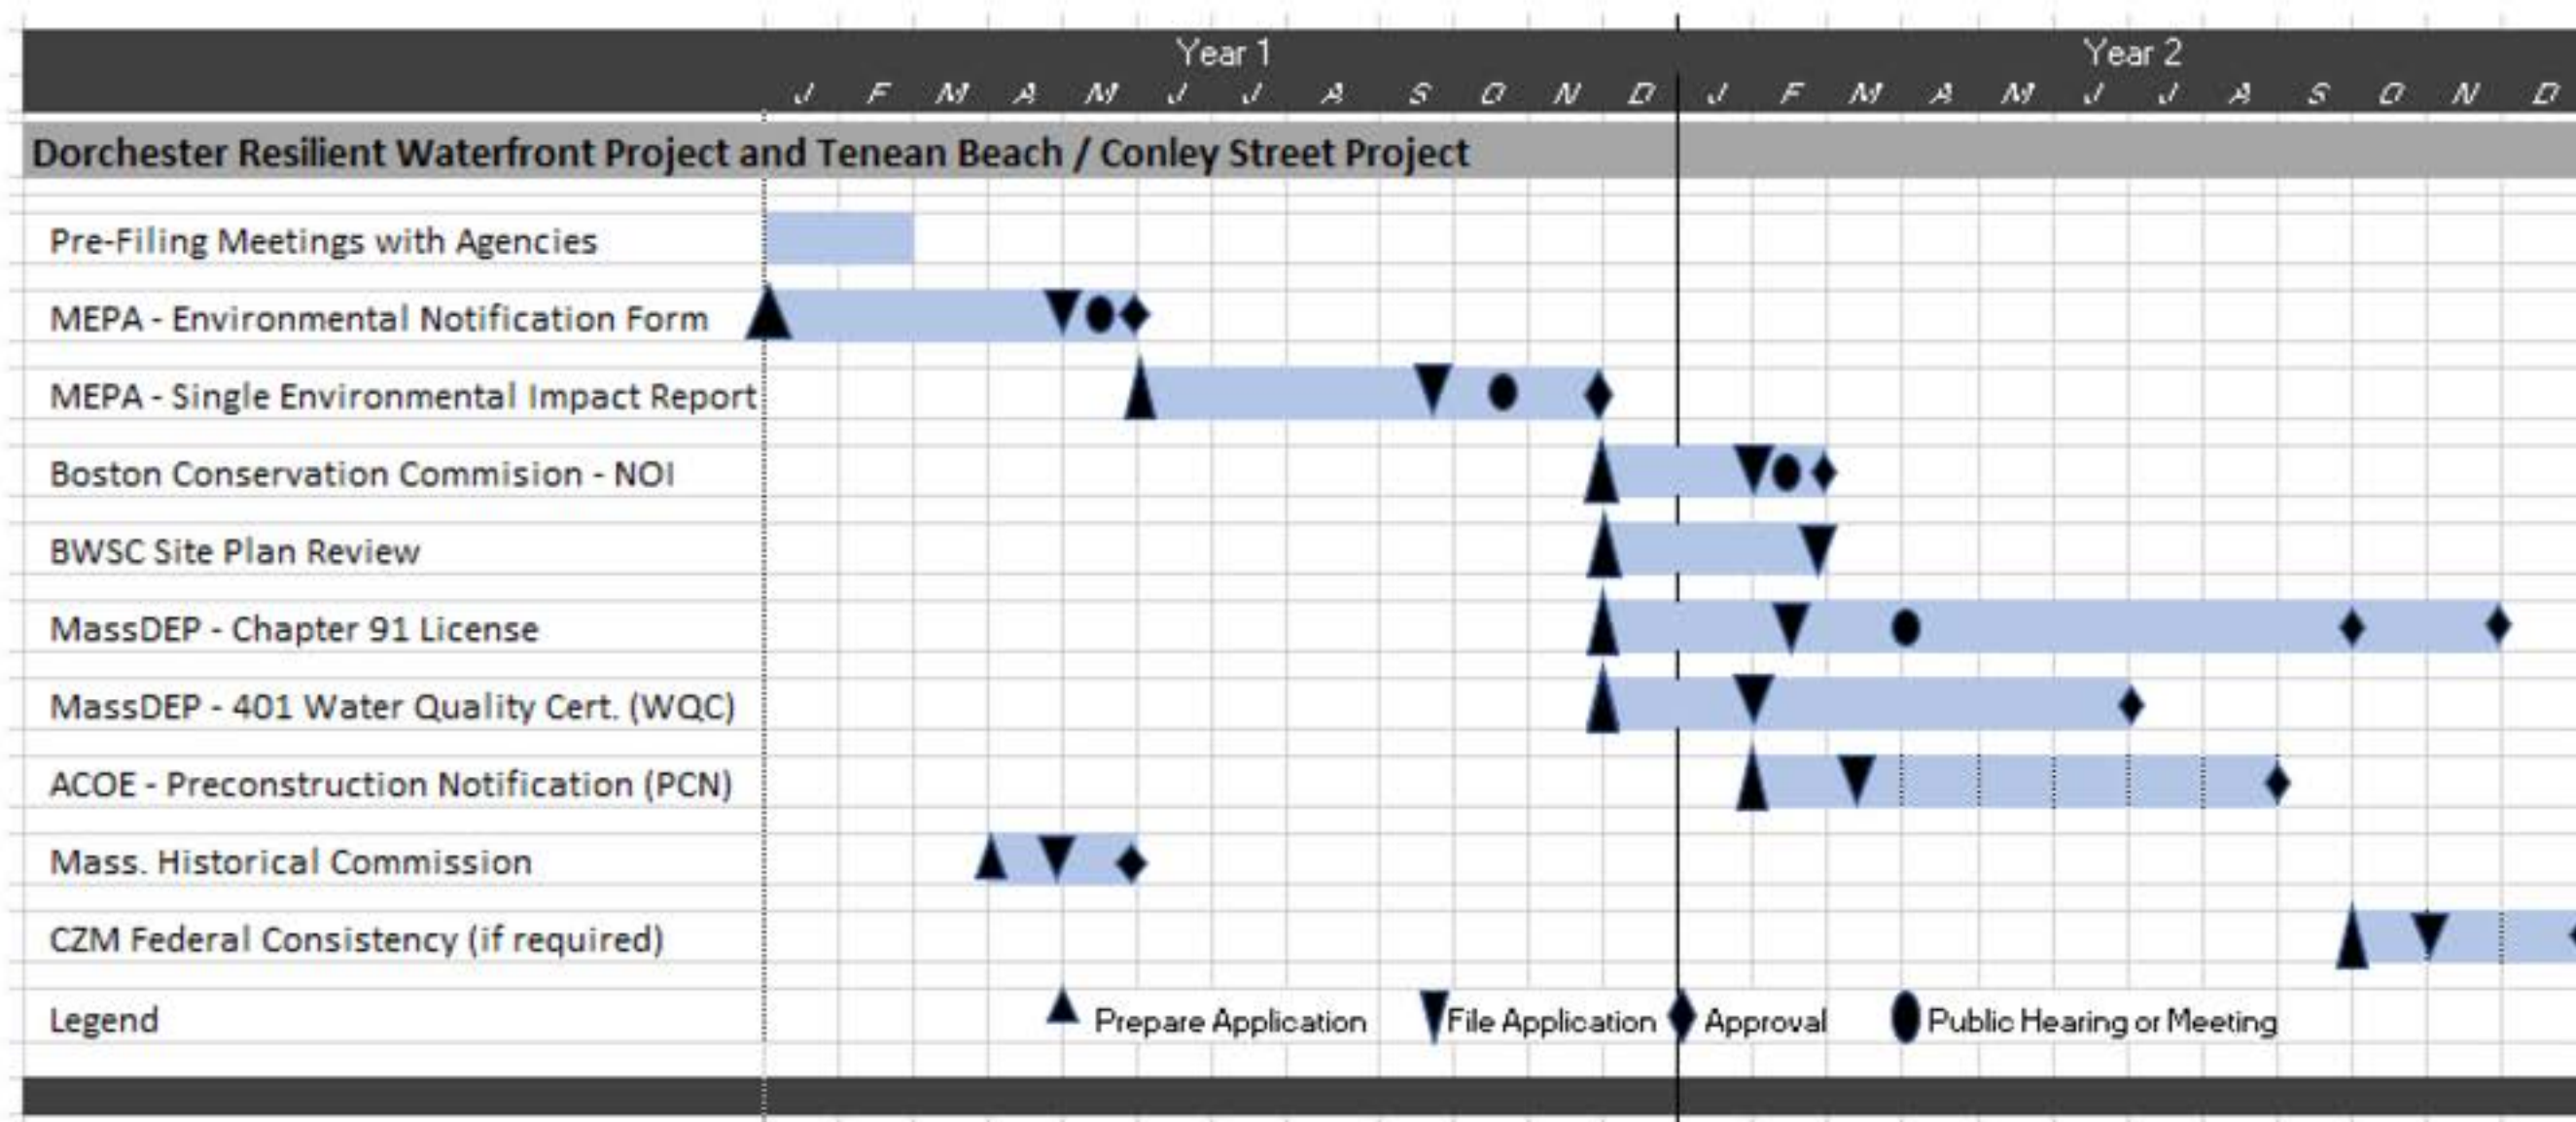 Year 1 Year 2
J F M A M J J A S O N D J F M A M J J A S O N D
Dorchester Resilient Waterfront Project and Tenean Beach / Conley Street Project
Pre-Filing Meetings with Agencies
MEPA - Environmental Notification Form
MEPA - Single Environmental Impact Report
Boston Conservation Commision - NOI
BWSC Site Plan Review
MassDEP - Chapter 91 License
MassDEP - 401 Water Quality Cert. (WQC)
ACOE - Preconstruction Notification (PCN)
Mass. Historical Commission
CZM Federal Consistency (if required)
Legend Prepare Application File Application Approval Public Hearing or Meeting